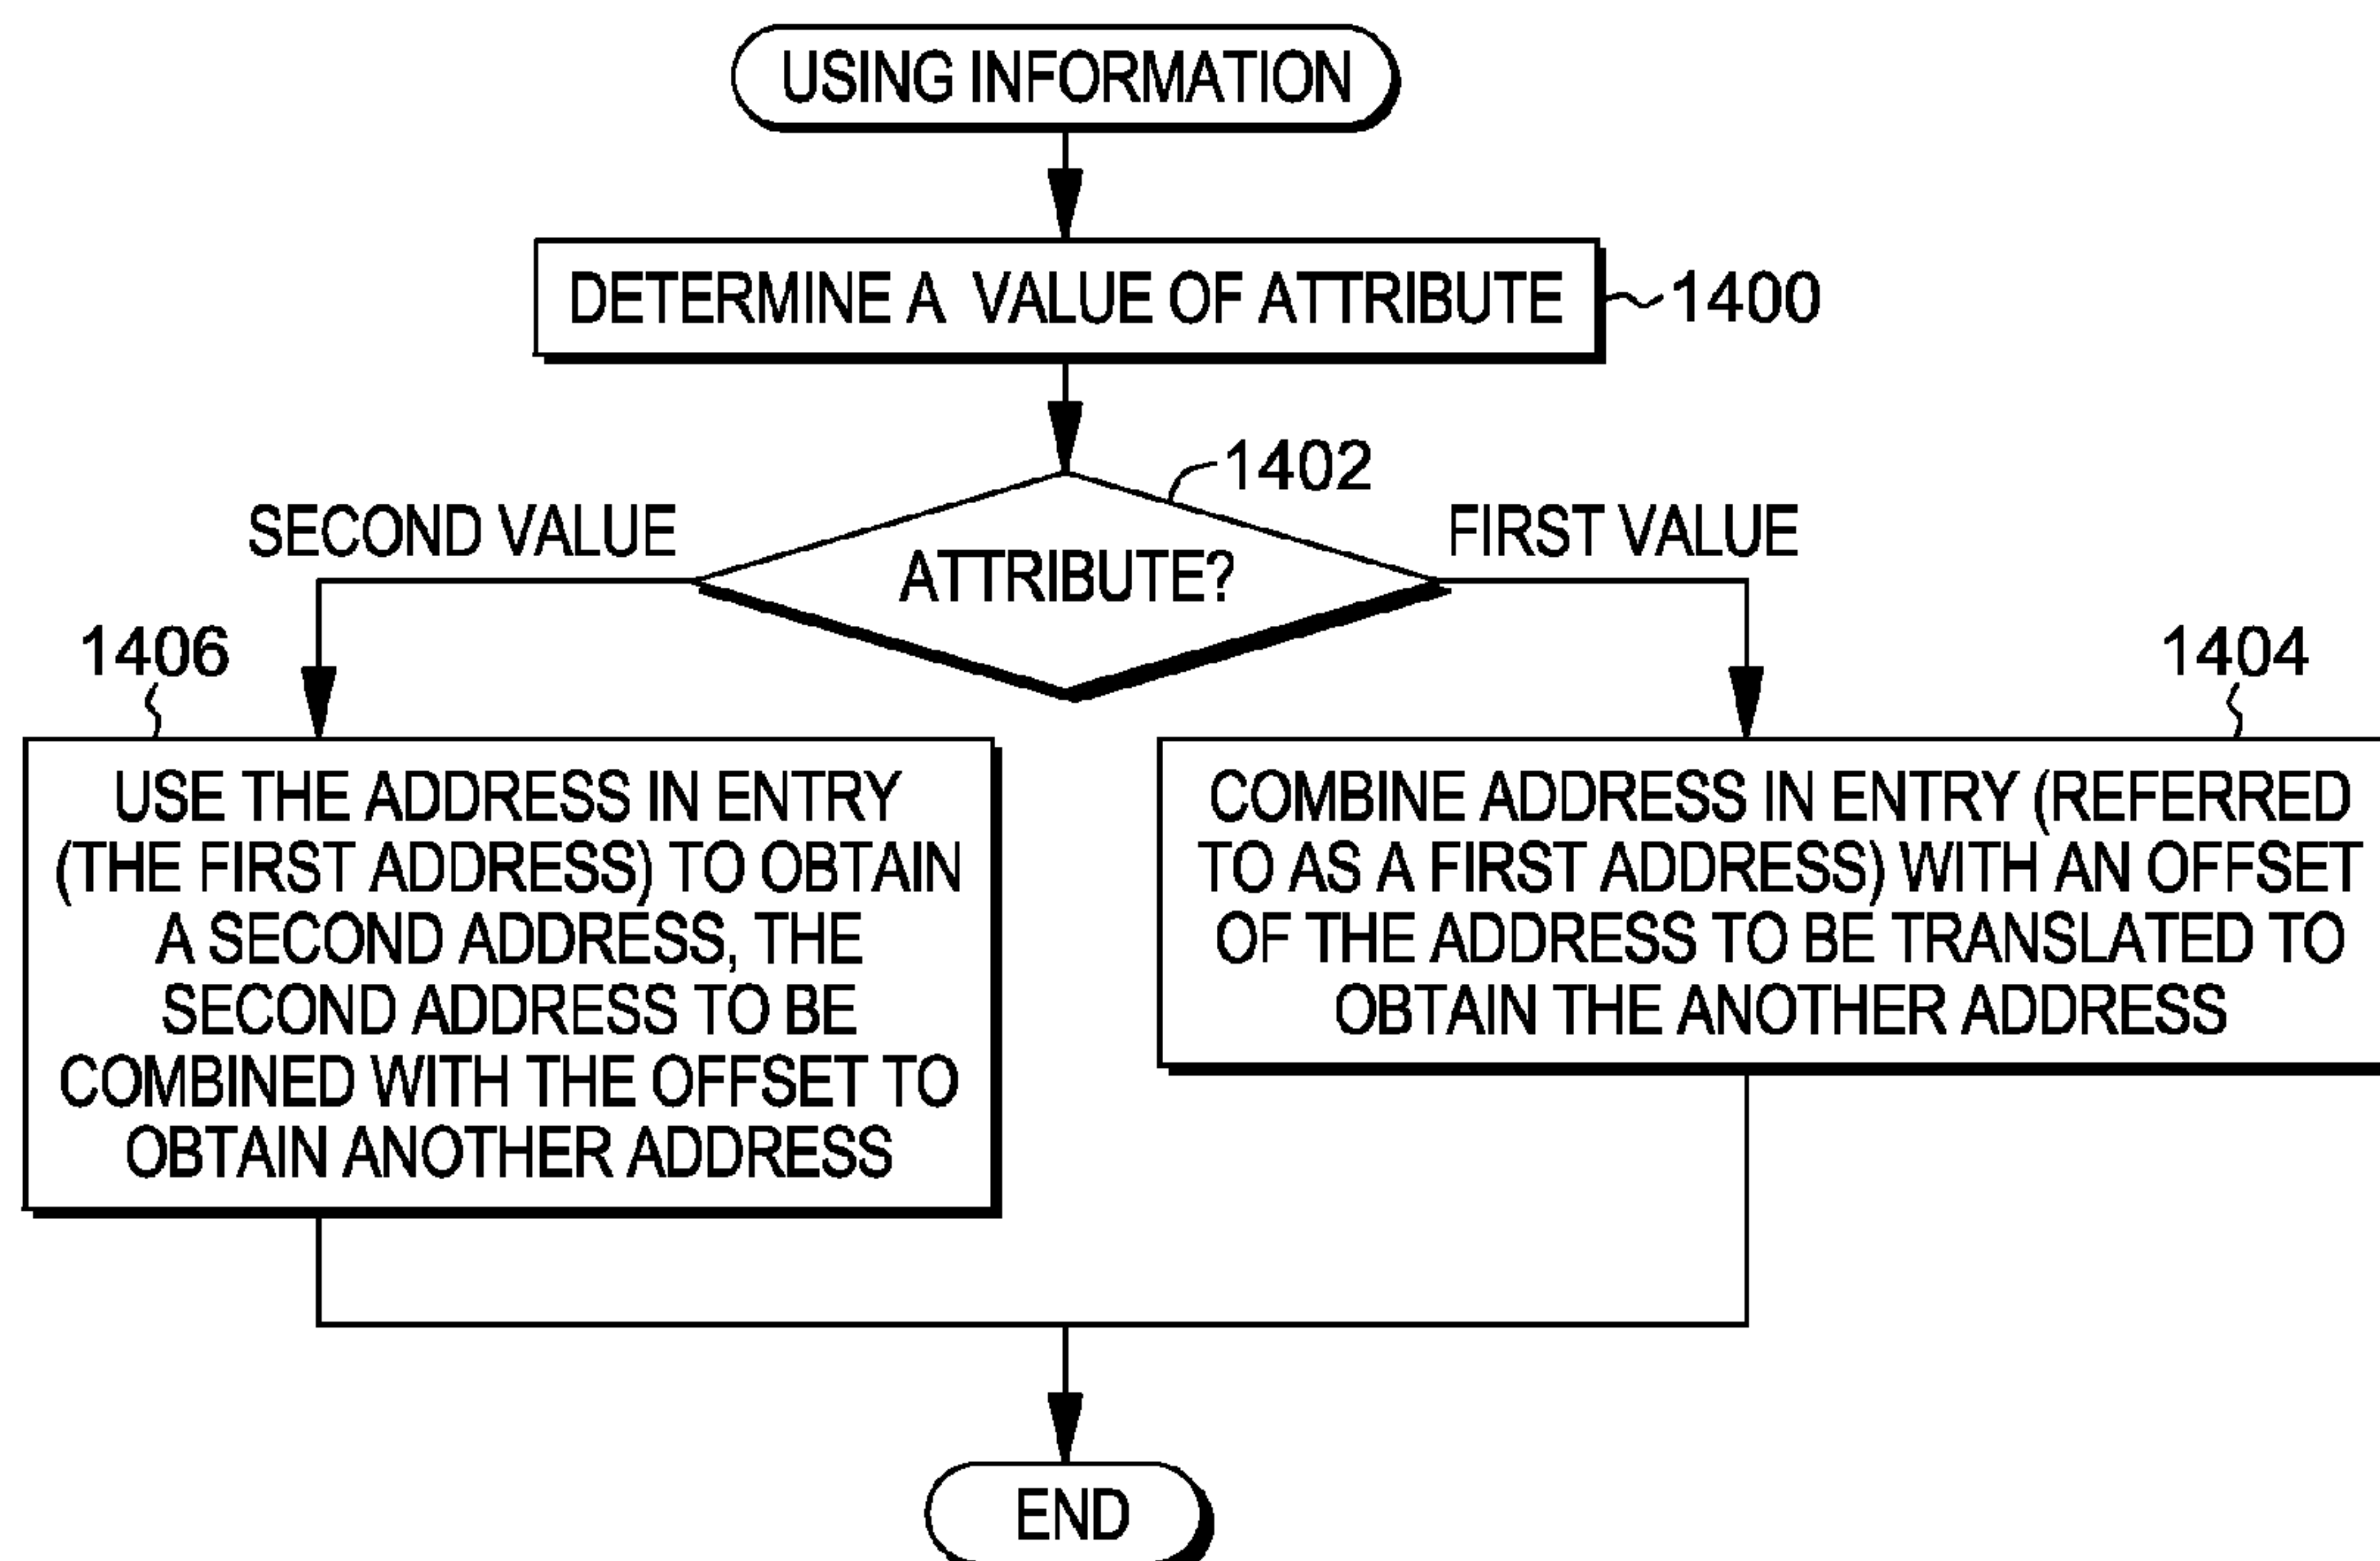 USING INFORMATION
DETERMINE A VALUE OF ATTRIBUTE
1400
1402
SECOND VALUE
ATTRIBUTE?
FIRST VALUE
1406
USE THE ADDRESS IN ENTRY
(THE FIRST ADDRESS) TO OBTAIN
A SECOND ADDRESS, THE
SECOND ADDRESS TO BE
COMBINED WITH THE OFFSET TO
OBTAIN ANOTHER ADDRESS
1404
COMBINE ADDRESS IN ENTRY (REFERRED
TO AS A FIRST ADDRESS) WITH AN OFFSET
OF THE ADDRESS TO BE TRANSLATED TO
OBTAIN THE ANOTHER ADDRESS
END